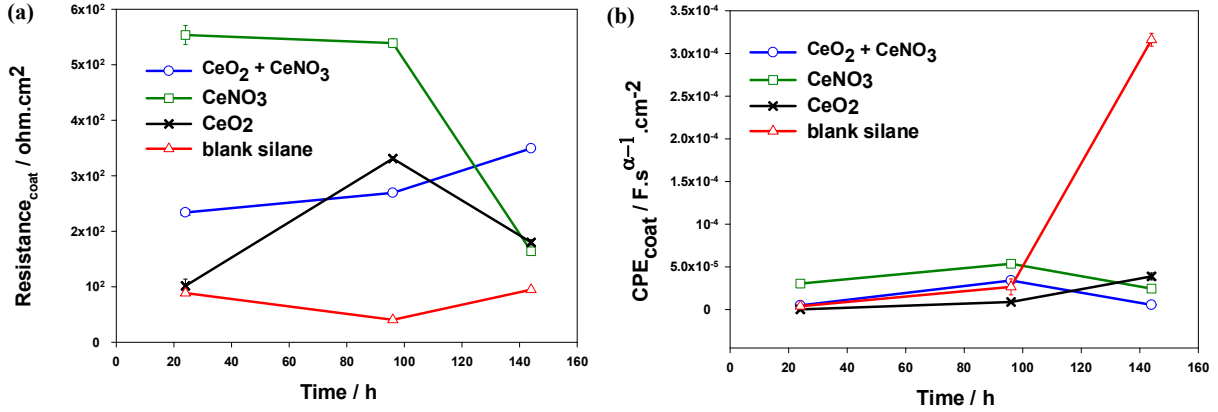 (a)
6x10²
5x10²
4x10²
3x10²
2x10²
10²
0
Resistance_coat / ohm.cm2
CeO₂ + CeNO₃
CeNO₃
CeO₂
blank silane
0 20 40 60 80 100 120 140 160
Time / h
(b)
3.5x10⁻⁴
3.0x10⁻⁴
2.5x10⁻⁴
2.0x10⁻⁴
1.5x10⁻⁴
10⁻⁴
5.0x10⁻⁵
0
CPE_coat / F.s^α−1.cm-2
CeO₂ + CeNO₃
CeNO₃
CeO₂
blank silane
0 20 40 60 80 100 120 140 160
Time / h